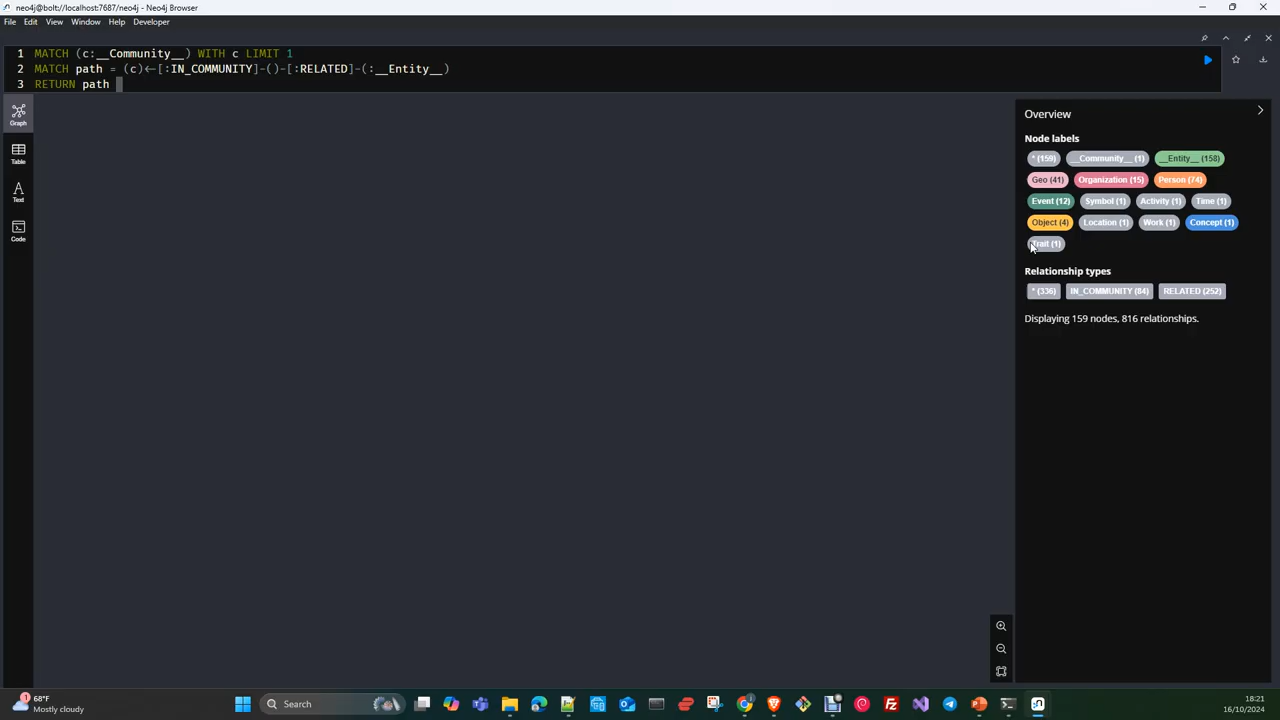 neo4j@bolt://localhost:7687/neo4j - Neo4j Browser
File Edit View Window Help Developer
1 MATCH (c:__Community__) WITH c LIMIT 1
2 MATCH path = (c)<-[:IN_COMMUNITY]-()-[:RELATED]-(:__Entity__)
3 RETURN path
Graph
Table
Text
Code
Overview
Node labels
* (159) __Community__ (1) __Entity__ (158)
Geo (41) Organization (15) Person (74)
Event (12) Symbol (1) Activity (1) Time (1)
Object (4) Location (1) Work (1) Concept (1)
Trait (1)
Relationship types
* (336) IN_COMMUNITY (84) RELATED (252)
Displaying 159 nodes, 816 relationships.
1
68°F
Mostly cloudy
Search
18:21
16/10/2024